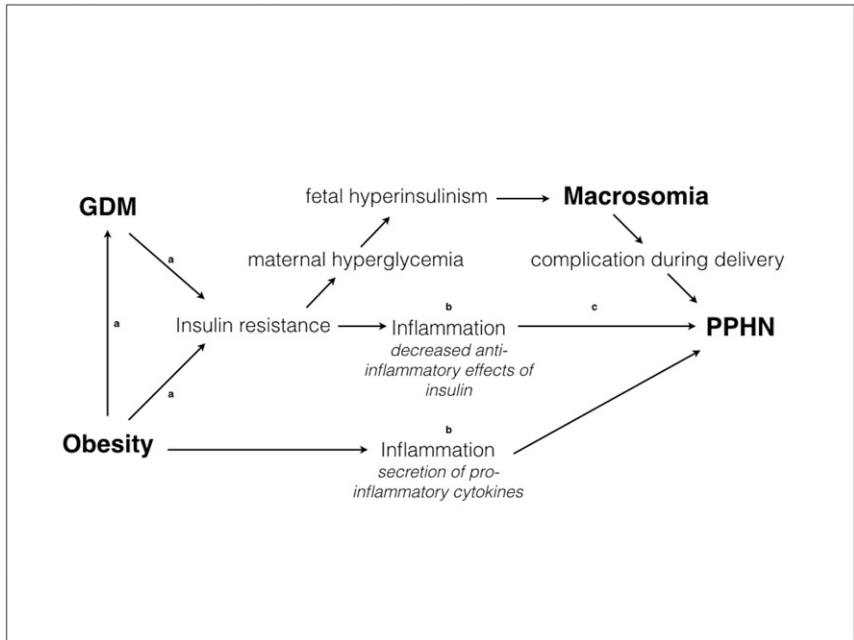 fetal hyperinsulinism
Macrosomia
GDM
a
maternal hyperglycemia
complication during delivery
a
Insulin resistance
b
Inflammation
decreased anti-
inflammatory effects of
insulin
c
PPHN
a
Obesity
b
Inflammation
secretion of pro-
inflammatory cytokines